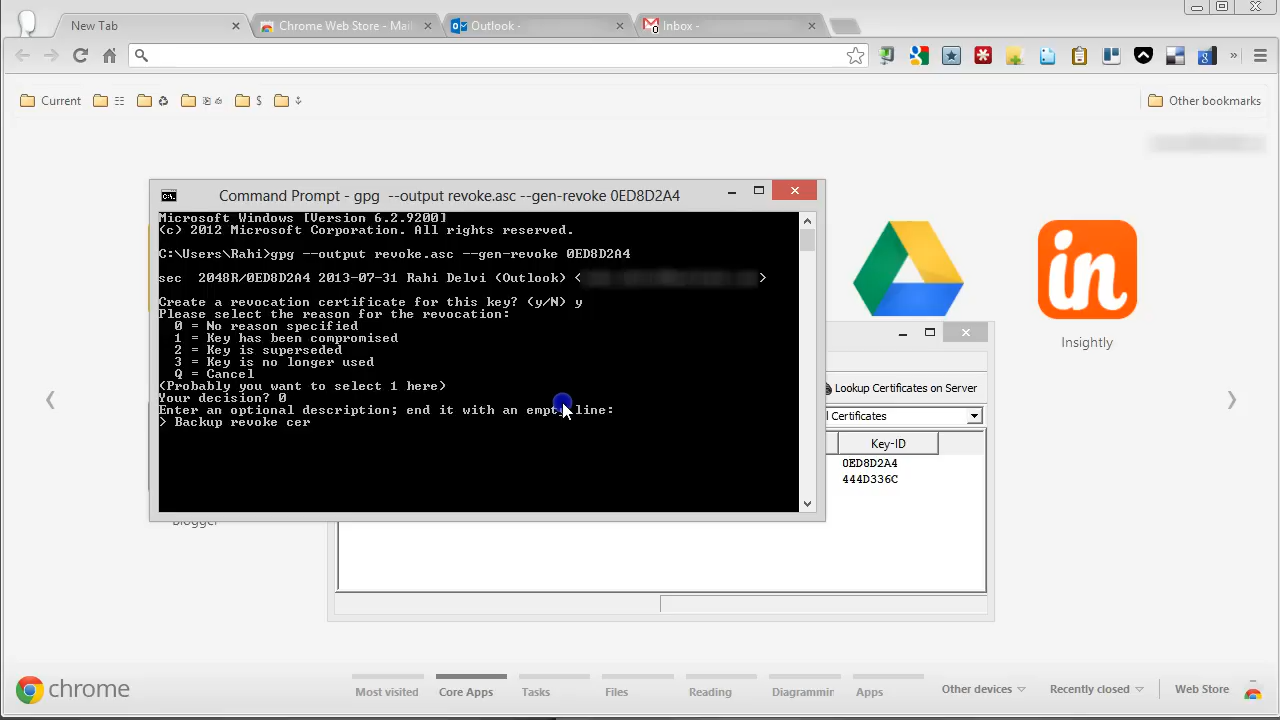 New Tab
Chrome Web Store - Mail
Outlook -
Inbox -
Current
$
Other bookmarks
Command Prompt - gpg --output revoke.asc --gen-revoke 0ED8D2A4
Microsoft Windows [Version 6.2.9200]
(c) 2012 Microsoft Corporation. All rights reserved.
C:\Users\Rahi>gpg --output revoke.asc --gen-revoke 0ED8D2A4
sec 2048R/0ED8D2A4 2013-07-31 Rahi Delvi (Outlook) < >
Create a revocation certificate for this key? (y/N) y
Please select the reason for the revocation:
0 = No reason specified
1 = Key has been compromised
2 = Key is superseded
3 = Key is no longer used
Q = Cancel
(Probably you want to select 1 here)
Your decision? 0
Enter an optional description; end it with an empty line:
> Backup revoke cer
Insightly
Lookup Certificates on Server
Certificates
Key-ID
0ED8D2A4
444D336C
Blogger
chrome
Most visited
Core Apps
Tasks
Files
Reading
Diagrammin
Apps
Other devices
Recently closed
Web Store